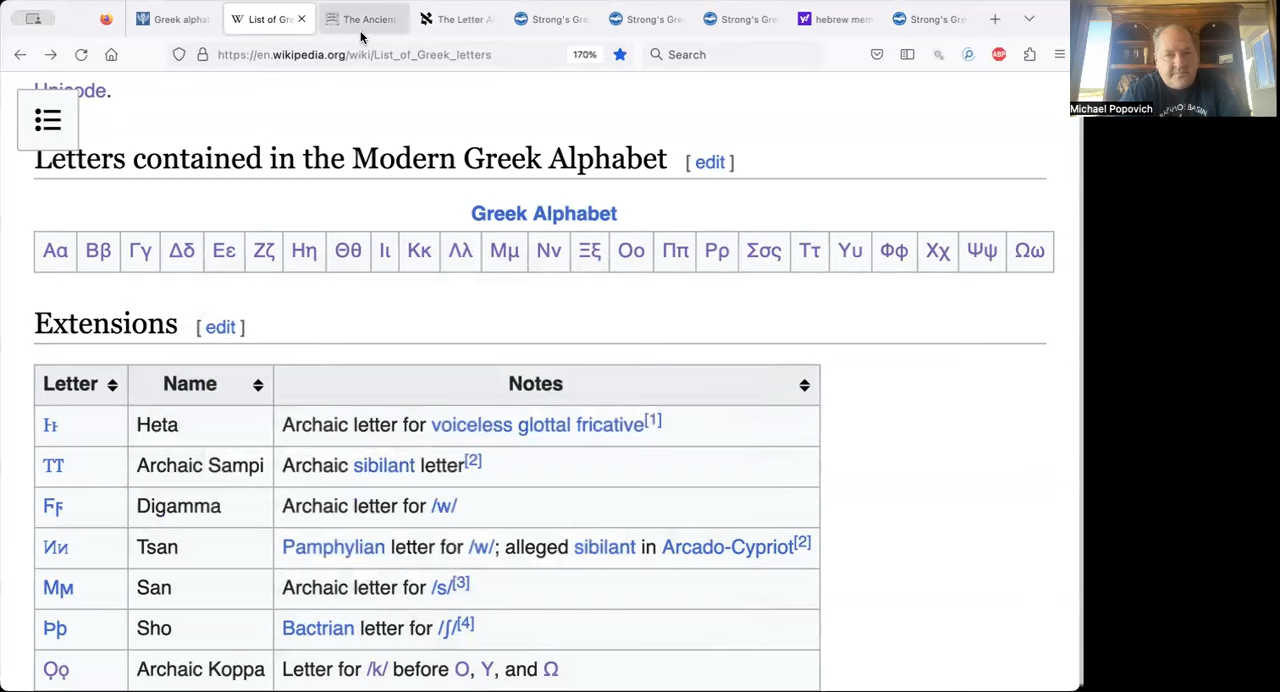 Greek alpha
List of Gre
The Ancien
The Letter A
Strong's Gre
Strong's Gre
Strong's Gre
hebrew mem
Strong's Gre
https://en.wikipedia.org/wiki/List_of_Greek_letters
170%
Search
ABP
Michael Popovich
Unicode.
Letters contained in the Modern Greek Alphabet [ edit ]
Greek Alphabet
Αα Ββ Γγ Δδ Εε Ζζ Ηη Θθ Ιι Κκ Λλ Μμ Νν Ξξ Οο Ππ Ρρ Σσς Ττ Υυ Φφ Χχ Ψψ Ωω
Extensions [ edit ]
Letter Name Notes
Ͱͱ Heta Archaic letter for voiceless glottal fricative[1]
Ͳͳ Archaic Sampi Archaic sibilant letter[2]
Ϝϝ Digamma Archaic letter for /w/
Ͷͷ Tsan Pamphylian letter for /w/; alleged sibilant in Arcado-Cypriot[2]
Ϻϻ San Archaic letter for /s/[3]
Ϸϸ Sho Bactrian letter for /ʃ/[4]
Ϙϙ Archaic Koppa Letter for /k/ before Ο, Υ, and Ω